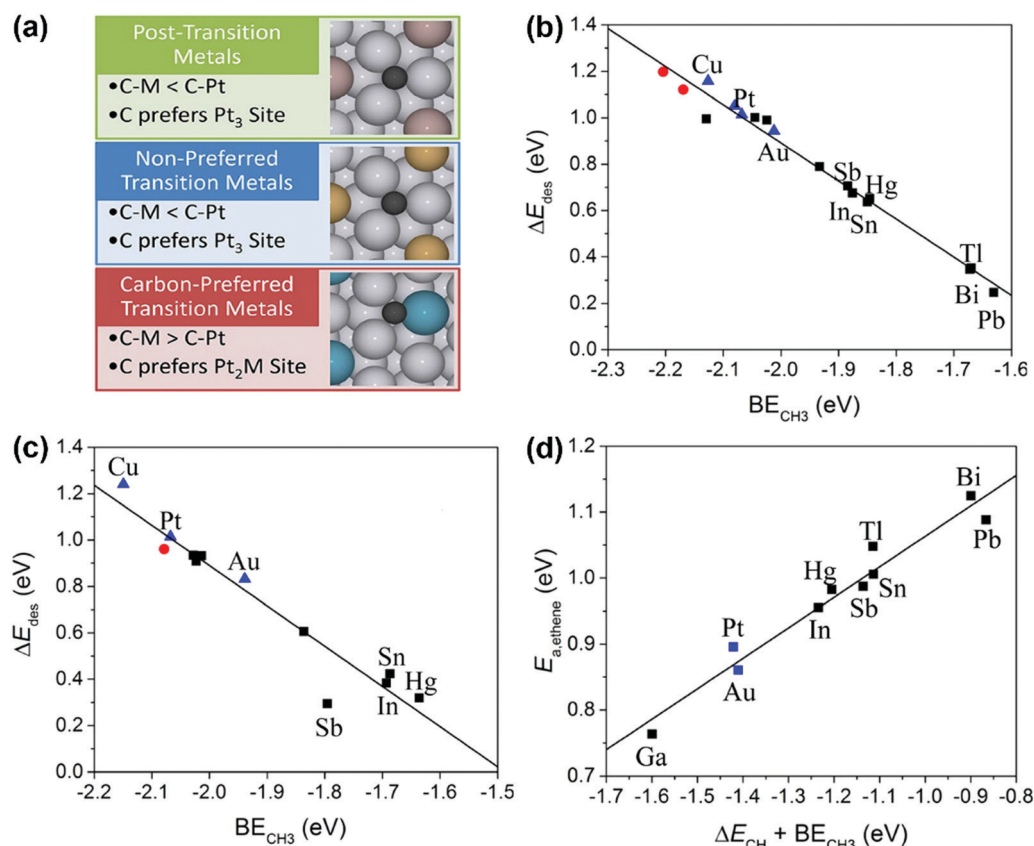 (a)
Post-Transition
Metals
•C-M < C-Pt
•C prefers Pt3 Site
Non-Preferred
Transition Metals
•C-M < C-Pt
•C prefers Pt3 Site
Carbon-Preferred
Transition Metals
•C-M > C-Pt
•C prefers Pt2M Site
(b)
1.4
1.2
1.0
0.8
0.6
0.4
0.2
0.0
ΔEdes (eV)
Cu
Pt
Au
Sb
Hg
In
Sn
Tl
Bi
Pb
-2.3 -2.2 -2.1 -2.0 -1.9 -1.8 -1.7 -1.6
BECH3 (eV)
(c)
1.4
1.2
1.0
0.8
0.6
0.4
0.2
0.0
ΔEdes (eV)
Cu
Pt
Au
Sn
In
Hg
Sb
-2.2 -2.1 -2.0 -1.9 -1.8 -1.7 -1.6 -1.5
BECH3 (eV)
(d)
1.2
1.1
1.0
0.9
0.8
0.7
Ea,ethene (eV)
Bi
Pb
Tl
Hg
Sn
Sb
In
Pt
Au
Ga
-1.7 -1.6 -1.5 -1.4 -1.3 -1.2 -1.1 -1.0 -0.9 -0.8
ΔECH + BECH3 (eV)